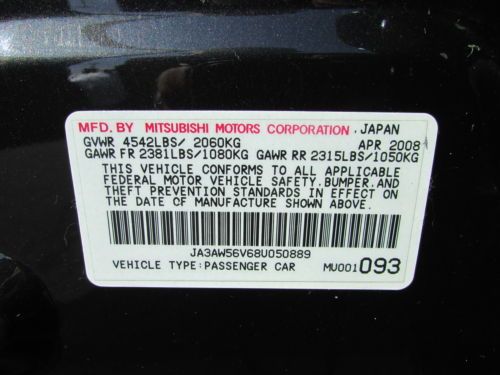 MFD. BY MITSUBISHI MOTORS CORPORATION. JAPAN
GVWR 4542LBS/ 2060KG APR 2008
GAWR FR 2381LBS/1080KG GAWR RR 2315LBS/1050KG
THIS VEHICLE CONFORMS TO ALL APPLICABLE
FEDERAL MOTOR VEHICLE SAFETY, BUMPER, AND
THEFT PREVENTION STANDARDS IN EFFECT ON
THE DATE OF MANUFACTURE SHOWN ABOVE.
JA3AW56V68U050889
VEHICLE TYPE:PASSENGER CAR MU001093